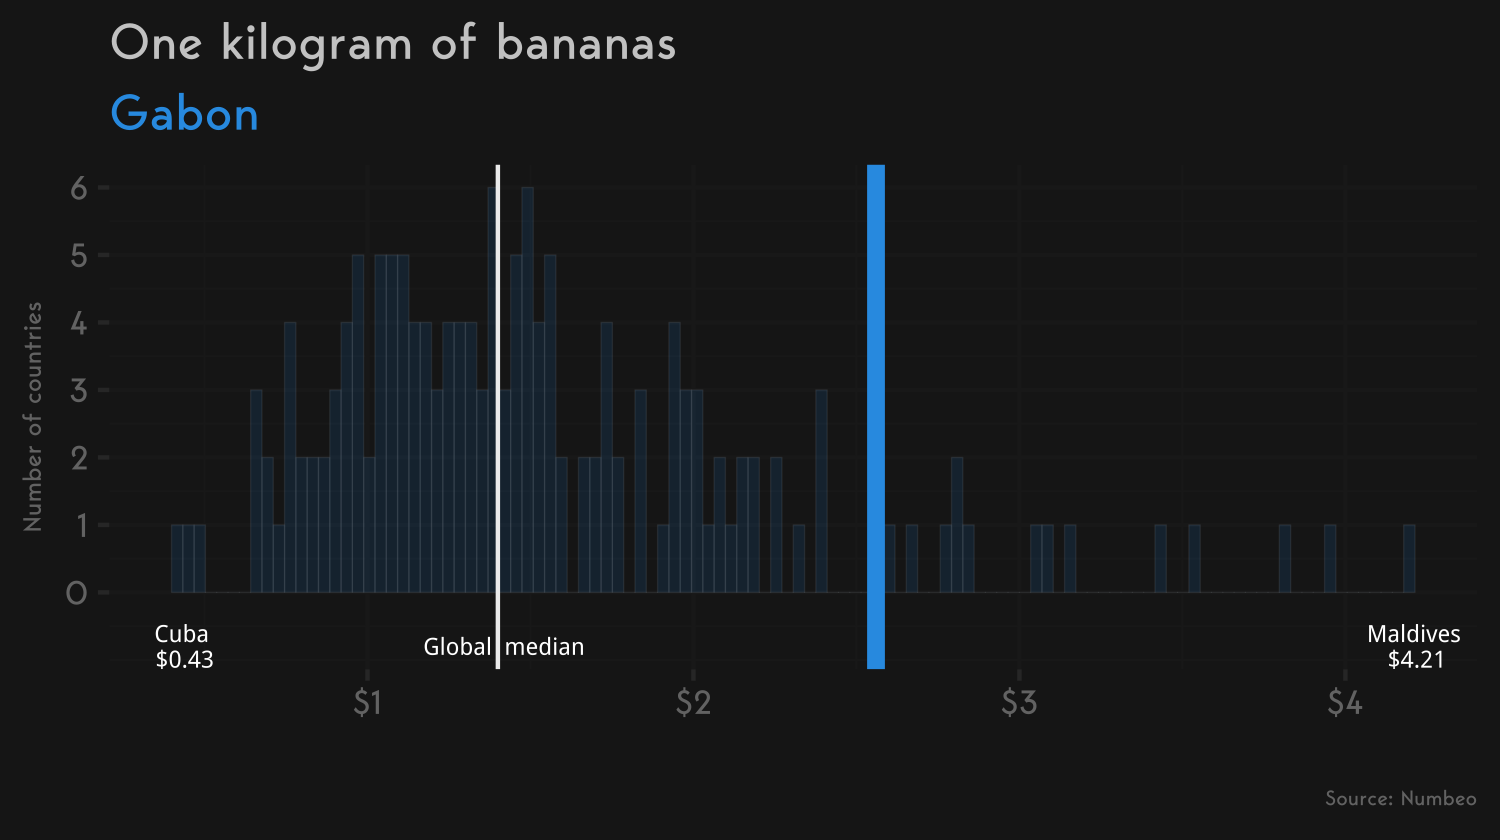 One kilogram of bananas
Gabon
Number of countries
6
5
4
3
2
1
0
Cuba
$0.43
Global median
Maldives
$4.21
$1 $2 $3 $4
Source: Numbeo